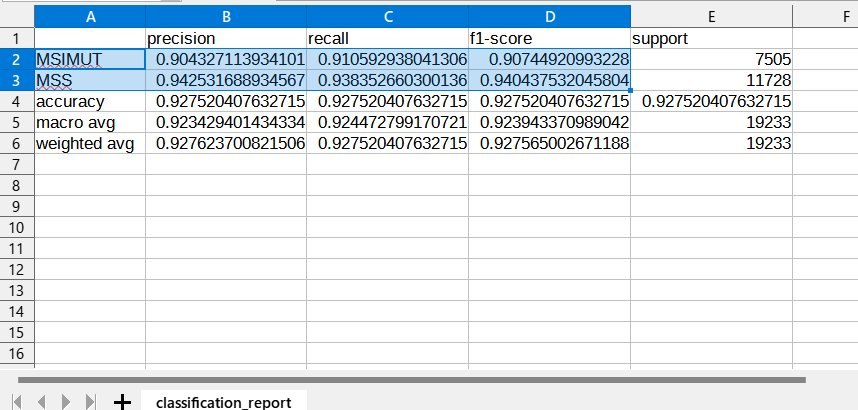 A B C D E F
1 precision recall f1-score support
2 MSIMUT 0.904327113934101 0.910592938041306 0.90744920993228 7505
3 MSS 0.942531688934567 0.938352660300136 0.940437532045804 11728
4 accuracy 0.927520407632715 0.927520407632715 0.927520407632715 0.927520407632715
5 macro avg 0.923429401434334 0.924472799170721 0.923943370989042 19233
6 weighted avg 0.927623700821506 0.927520407632715 0.927565002671188 19233
7
8
9
10
11
12
13
14
15
16
classification_report